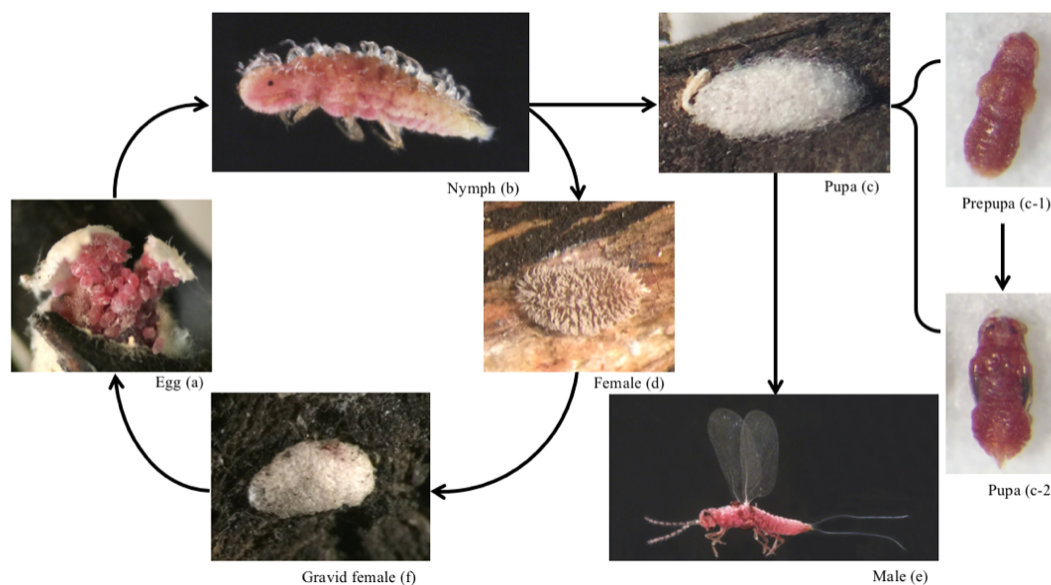 Nymph (b)
Pupa (c)
Prepupa (c-1)
Egg (a)
Female (d)
Gravid female (f)
Male (e)
Pupa (c-2